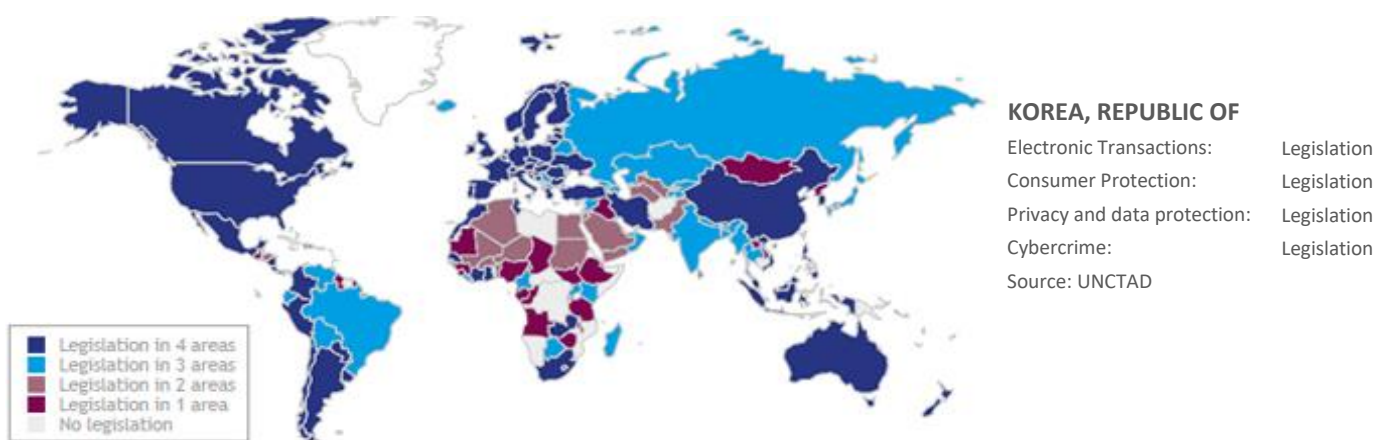 KOREA, REPUBLIC OF
Electronic Transactions: Legislation
Consumer Protection: Legislation
Privacy and data protection: Legislation
Cybercrime: Legislation
Source: UNCTAD
Legislation in 4 areas
Legislation in 3 areas
Legislation in 2 areas
Legislation in 1 area
No legislation